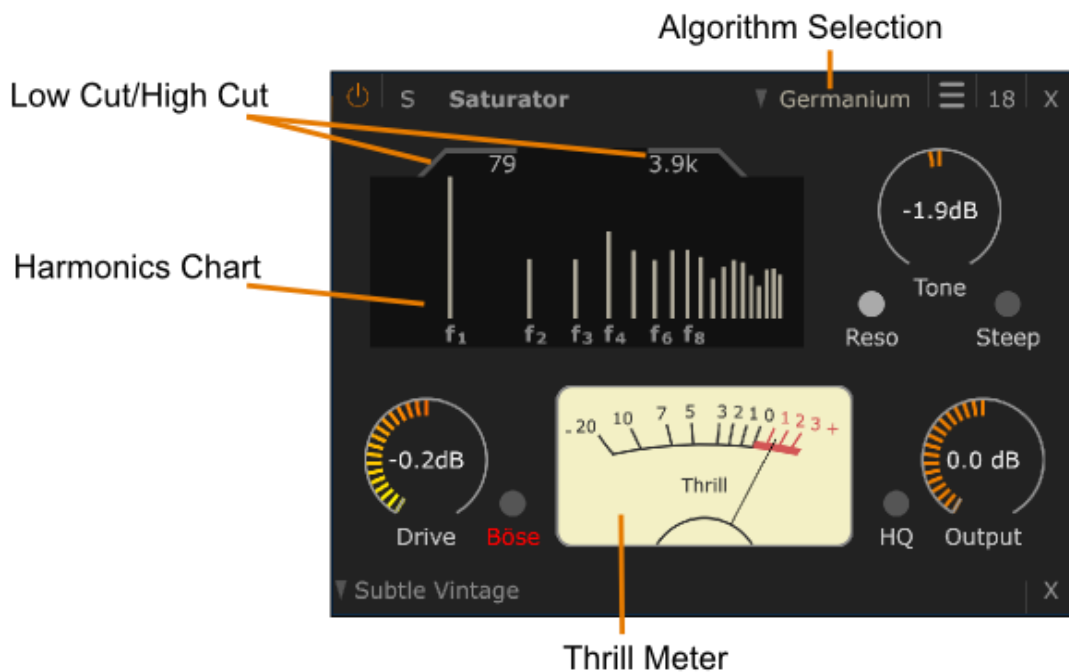 Algorithm Selection
Low Cut/High Cut
S Saturator Germanium 18 X
79 3.9k
-1.9dB
Harmonics Chart
Tone
f1 f2 f3 f4 f6 f8
Reso Steep
- 20 10 7 5 3 2 1 0 1 2 3 +
-0.2dB
0.0 dB
Thrill
Drive Böse
HQ Output
Subtle Vintage X
Thrill Meter